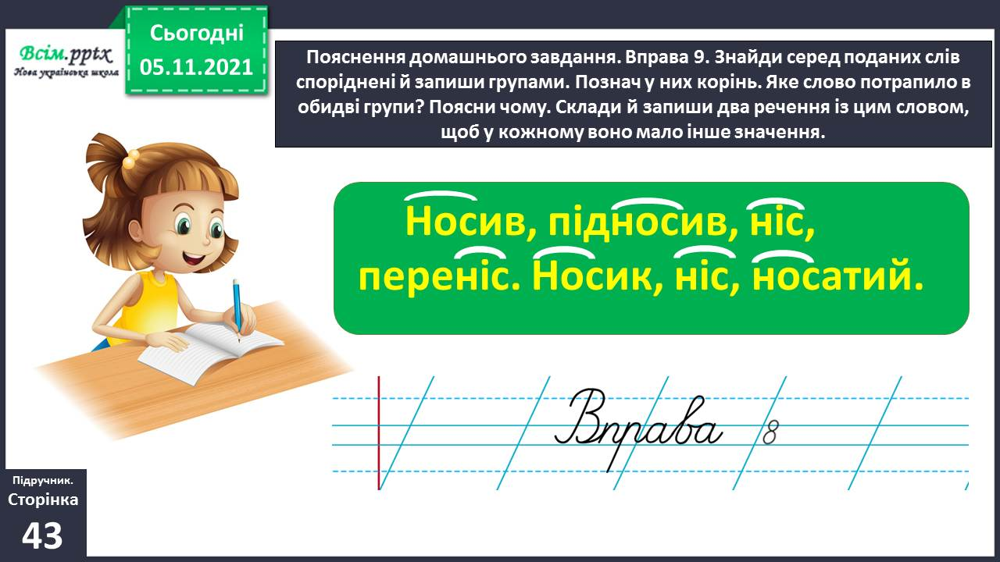 Сьогодні
05.11.2021
Всім.pptx
Нова українська школа
Пояснення домашнього завдання. Вправа 9. Знайди серед поданих слів
споріднені й запиши групами. Познач у них корінь. Яке слово потрапило в
обидві групи? Поясни чому. Склади й запиши два речення із цим словом,
щоб у кожному воно мало інше значення.
Носив, підносив, ніс,
переніс. Носик, ніс, носатий.
Вправа 8
Підручник.
Сторінка
43